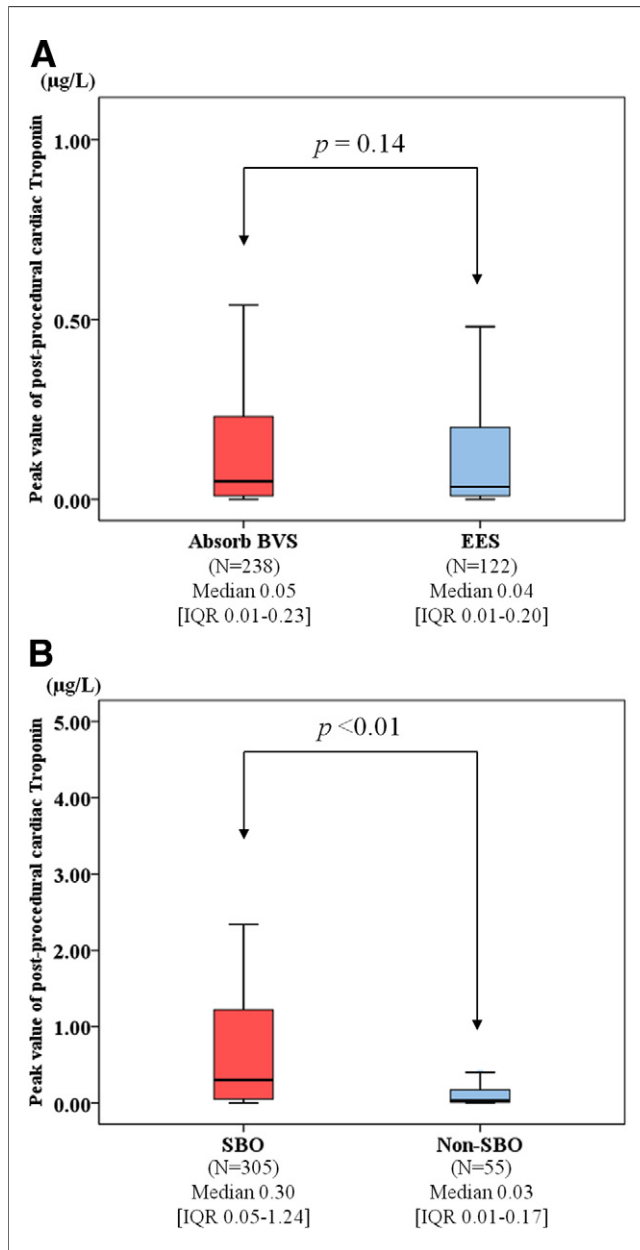 A
(μg/L)
Peak value of post-procedural cardiac Troponin
1.00
0.50
0.00
p = 0.14
Absorb BVS
(N=238)
Median 0.05
[IQR 0.01-0.23]
EES
(N=122)
Median 0.04
[IQR 0.01-0.20]
B
(μg/L)
Peak value of post-procedural cardiac Troponin
5.00
4.00
3.00
2.00
1.00
0.00
p <0.01
SBO
(N=305)
Median 0.30
[IQR 0.05-1.24]
Non-SBO
(N=55)
Median 0.03
[IQR 0.01-0.17]